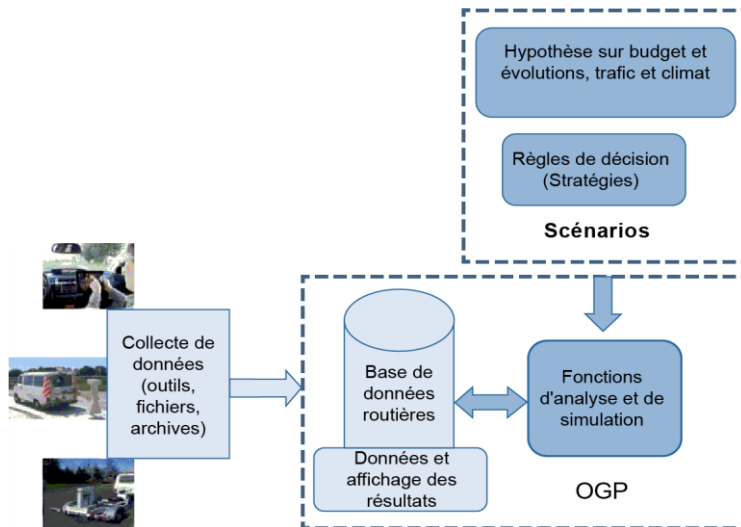 Hypothèse sur budget et
évolutions, trafic et climat
Règles de décision
(Stratégies)
Scénarios
Collecte de
données
(outils,
fichiers,
archives)
Base de
données
routières
Données et
affichage des
résultats
Fonctions
d'analyse et de
simulation
OGP